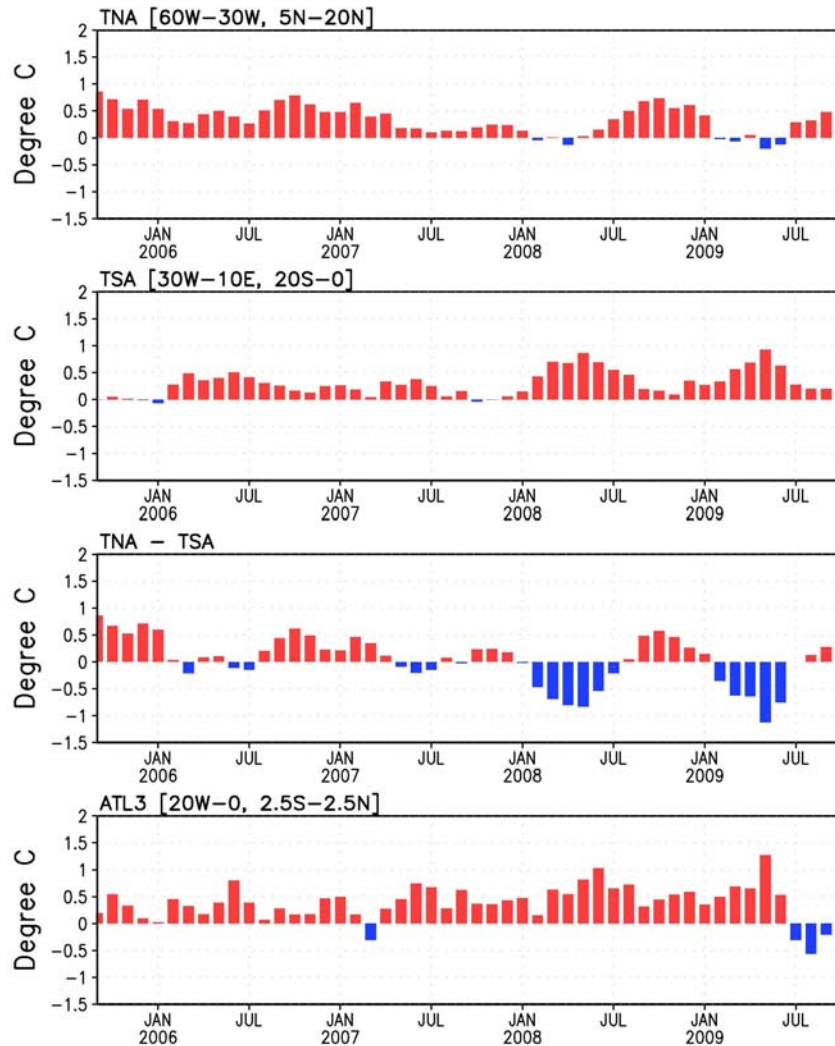 TNA [60W−30W, 5N−20N]
2
1.5
1
0.5
0
−0.5
−1
−1.5
Degree C
JAN JUL JAN JUL JAN JUL JAN JUL
2006 2007 2008 2009
TSA [30W−10E, 20S−0]
2
1.5
1
0.5
0
−0.5
−1
−1.5
Degree C
JAN JUL JAN JUL JAN JUL JAN JUL
2006 2007 2008 2009
TNA − TSA
2
1.5
1
0.5
0
−0.5
−1
−1.5
Degree C
JAN JUL JAN JUL JAN JUL JAN JUL
2006 2007 2008 2009
ATL3 [20W−0, 2.5S−2.5N]
2
1.5
1
0.5
0
−0.5
−1
−1.5
Degree C
JAN JUL JAN JUL JAN JUL JAN JUL
2006 2007 2008 2009